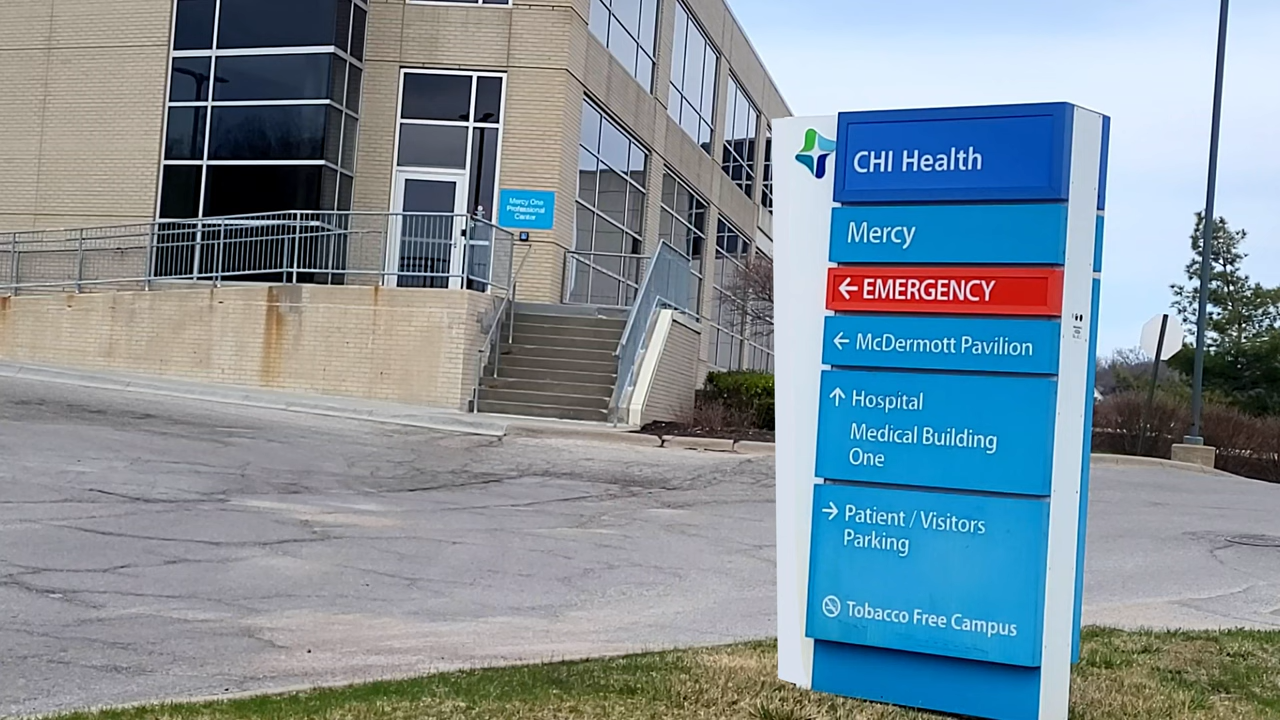 CHI Health
Mercy
← EMERGENCY
← McDermott Pavilion
↑ Hospital
Medical Building
One
→ Patient / Visitors
Parking
Tobacco Free Campus
Mercy One
Professional
Center